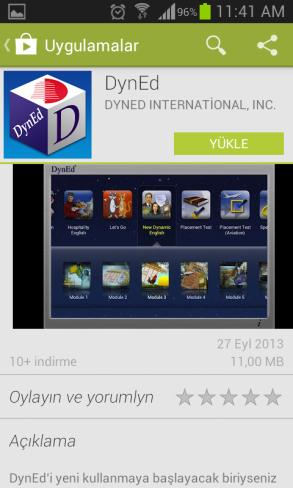 96% 11:41 AM
Uygulamalar
DynEd
DYNED INTERNATİONAL, INC.
DynEd
D
YÜKLE
DynEd
Hospitality English
Let's Go
New Dynamic English
Placement Test
Placement Test (Aviation)
Module 1
Module 2
Module 3
Module 4
Module 5
Module 6
i
27 Eyl 2013
10+ indirme
11,00 MB
Oylayın ve yorumlyn
Açıklama
DynEd'i yeni kullanmaya başlayacak biriyseniz